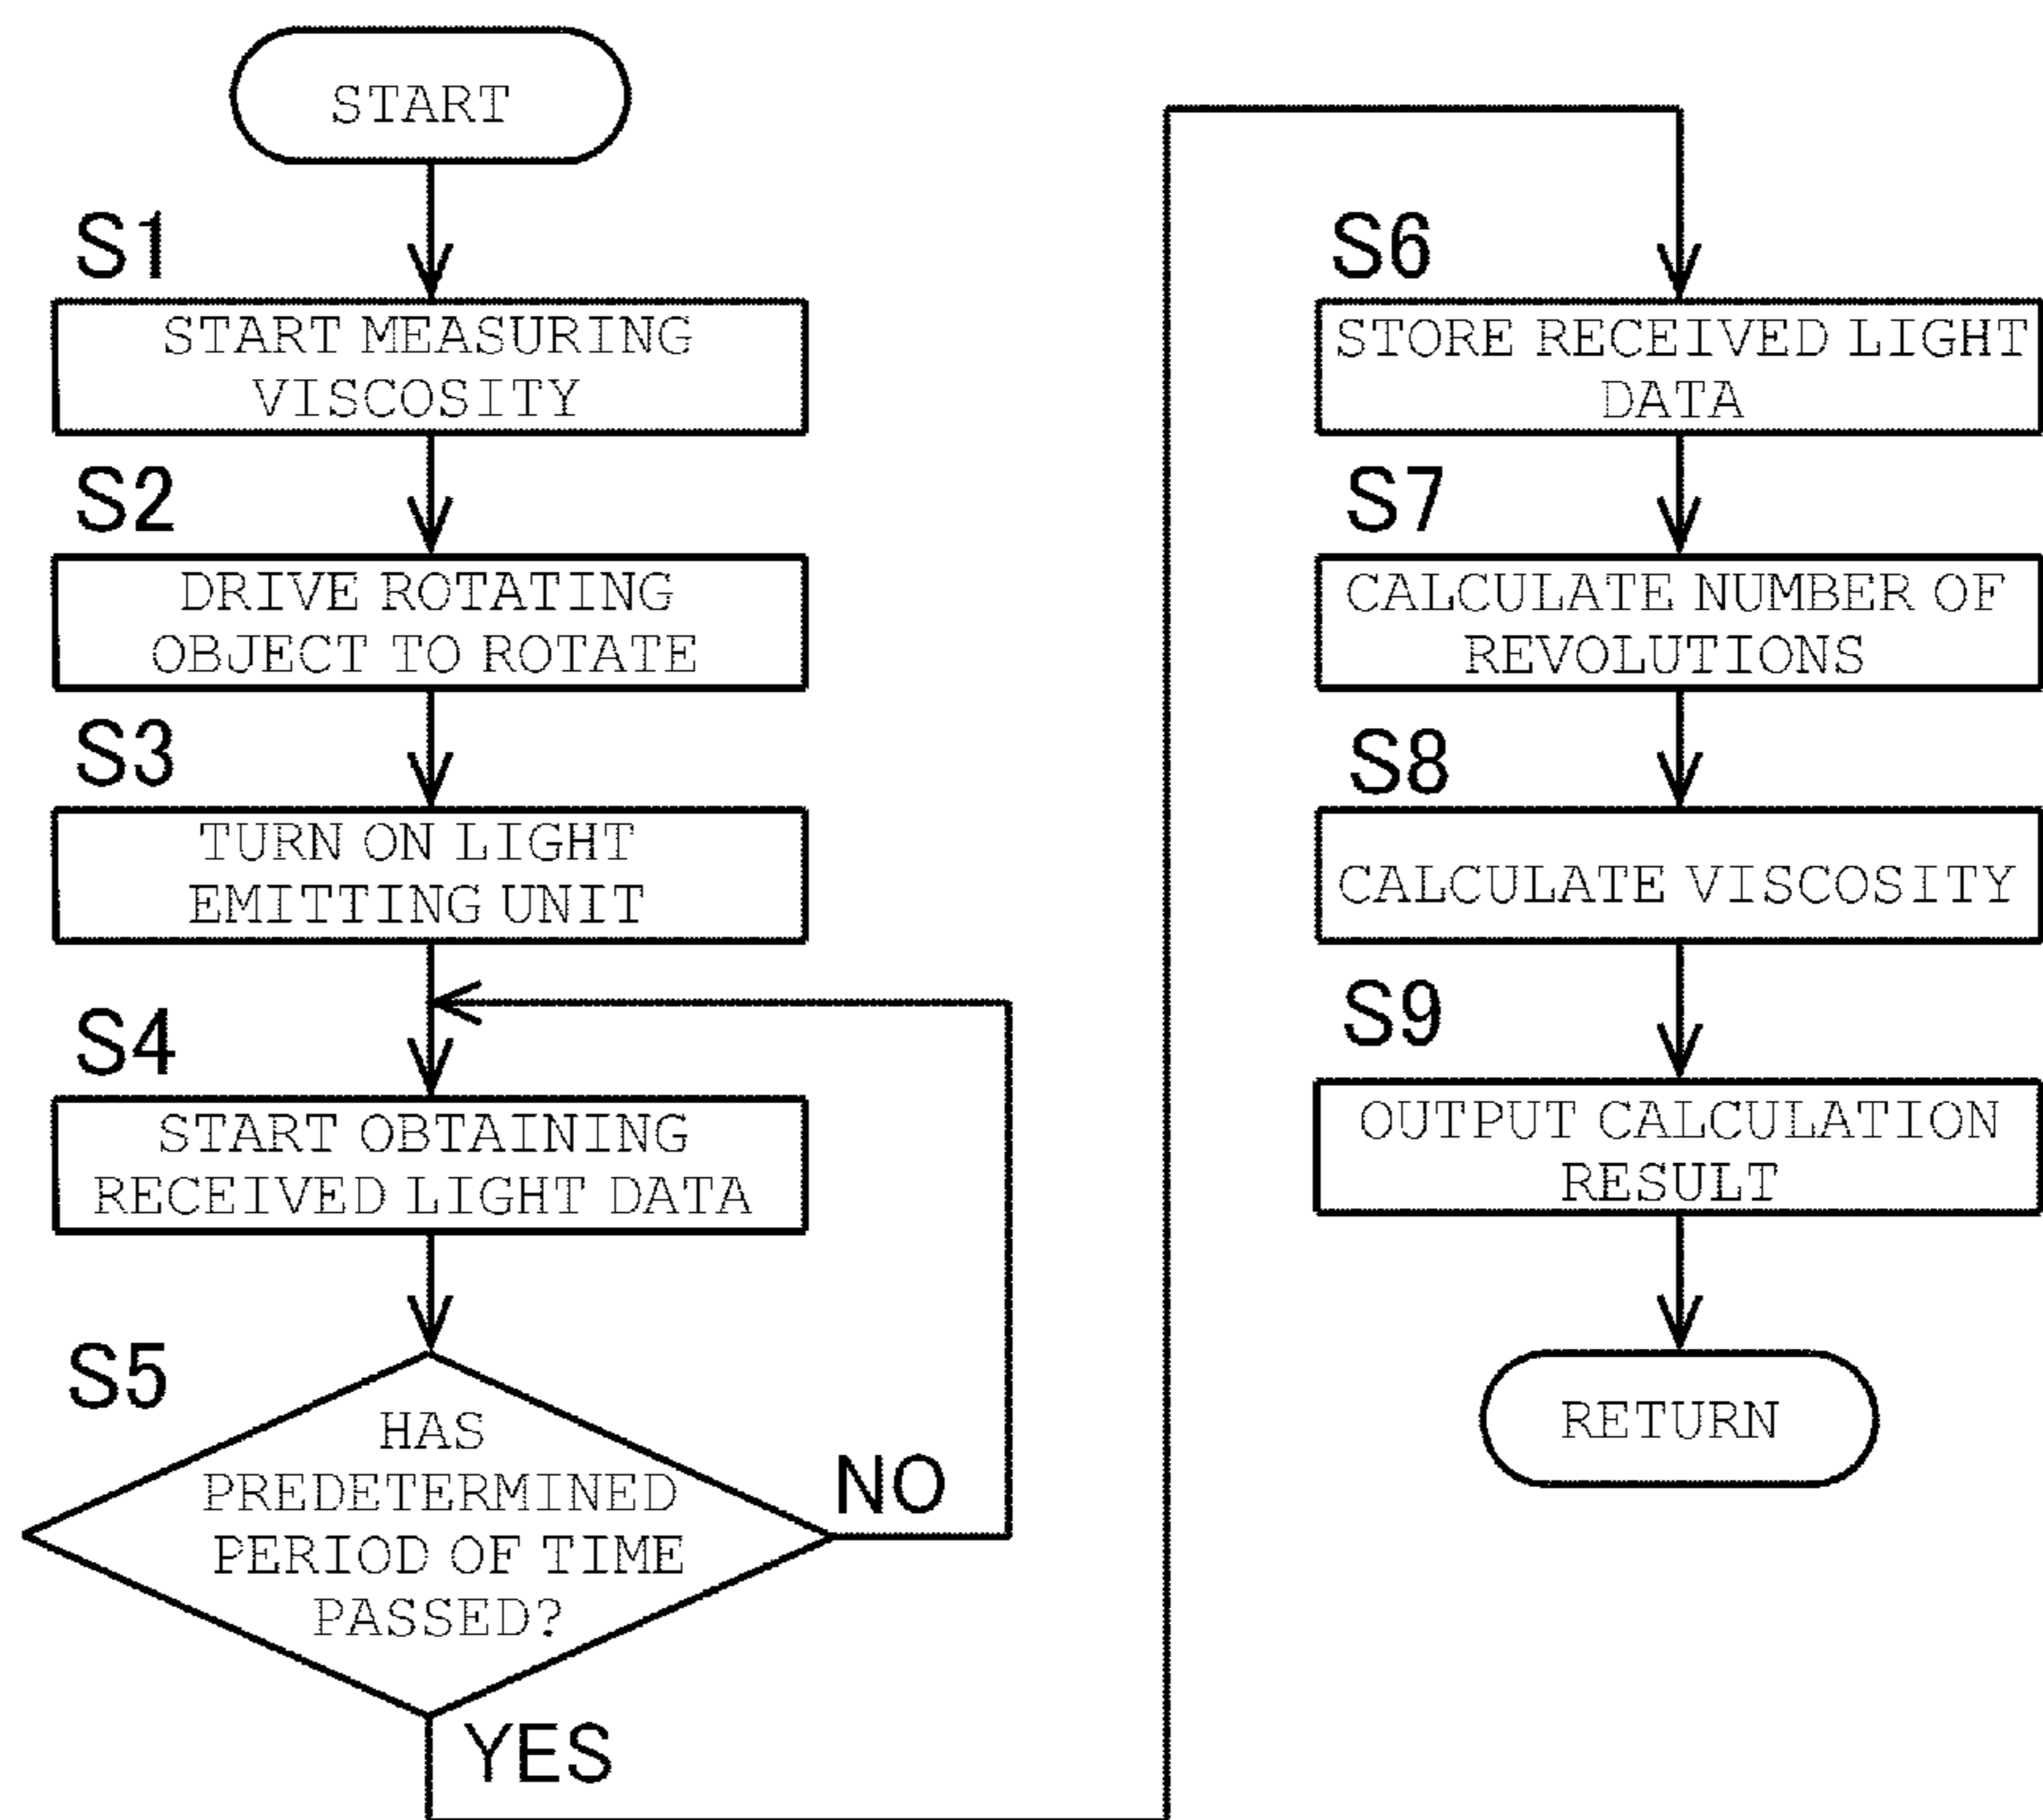 START
S1
START MEASURING
VISCOSITY
S2
DRIVE ROTATING
OBJECT TO ROTATE
S3
TURN ON LIGHT
EMITTING UNIT
S4
START OBTAINING
RECEIVED LIGHT DATA
S5
HAS
PREDETERMINED
PERIOD OF TIME
PASSED?
NO
YES
S6
STORE RECEIVED LIGHT
DATA
S7
CALCULATE NUMBER OF
REVOLUTIONS
S8
CALCULATE VISCOSITY
S9
OUTPUT CALCULATION
RESULT
RETURN